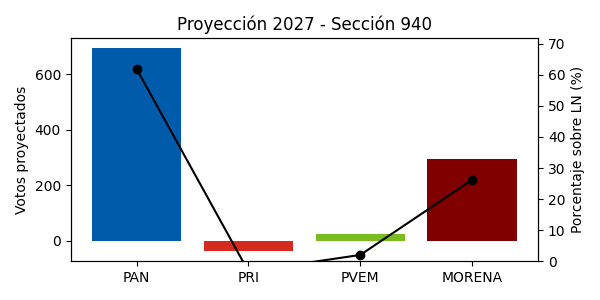 Proyección 2027 - Sección 940
Votos proyectados
600
400
200
0
70
60
50
40
30
20
10
0
Porcentaje sobre LN (%)
PAN
PRI
PVEM
MORENA